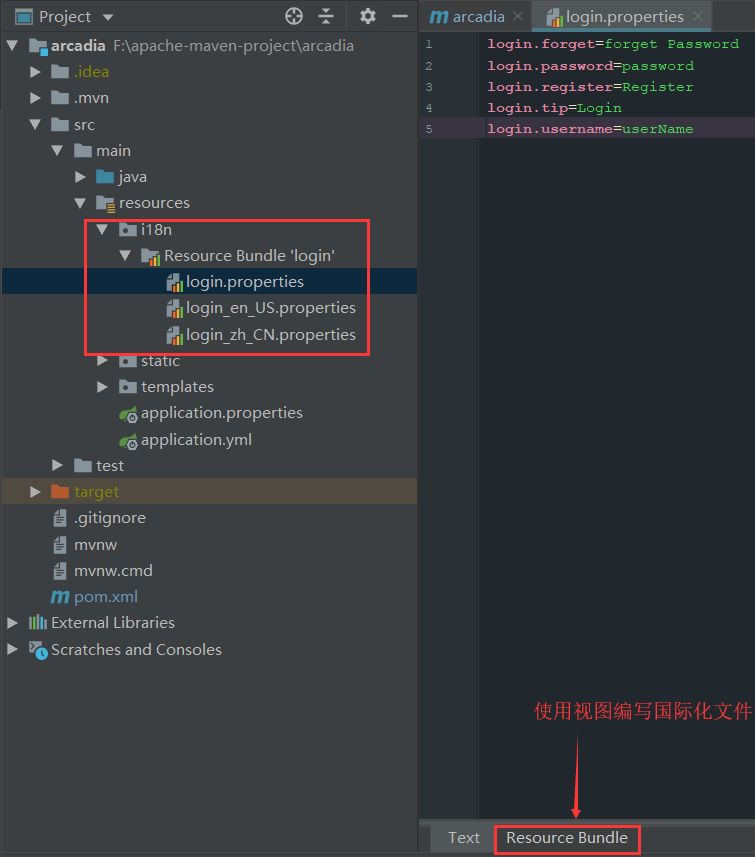 Project
arcadia F:\apache-maven-project\arcadia
.idea
.mvn
src
main
java
resources
i18n
Resource Bundle 'login'
login.properties
login_en_US.properties
login_zh_CN.properties
static
templates
application.properties
application.yml
test
target
.gitignore
mvnw
mvnw.cmd
pom.xml
External Libraries
Scratches and Consoles
arcadia
login.properties
1 login.forget=forget Password
2 login.password=password
3 login.register=Register
4 login.tip=Login
5 login.username=userName
使用视图编写国际化文件
Text Resource Bundle